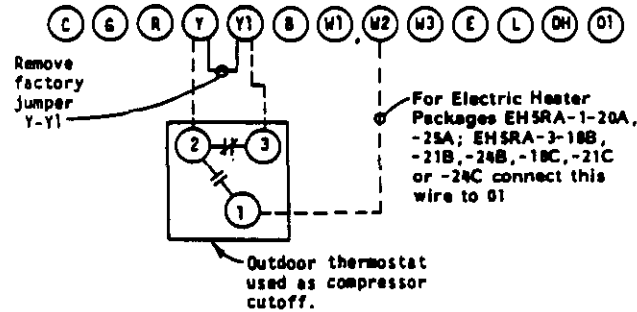 C G R Y Y1 B W1 W2 W3 E L DH O1
Remove
factory
jumper
Y-Y1
For Electric Heater
Packages EHSRA-1-20A,
-25A; EHSRA-3-18B,
-21B,-24B,-18C,-21C
or -24C connect this
wire to O1
2 3
1
Outdoor thermostat
used as compressor
cutoff.